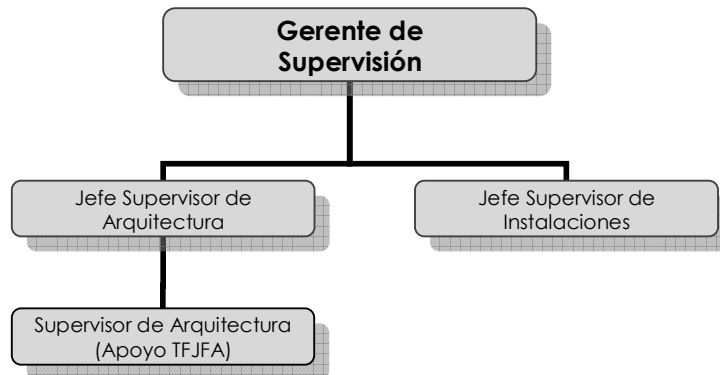 Gerente de
Supervisión
Jefe Supervisor de
Arquitectura
Jefe Supervisor de
Instalaciones
Supervisor de Arquitectura
(Apoyo TFJFA)